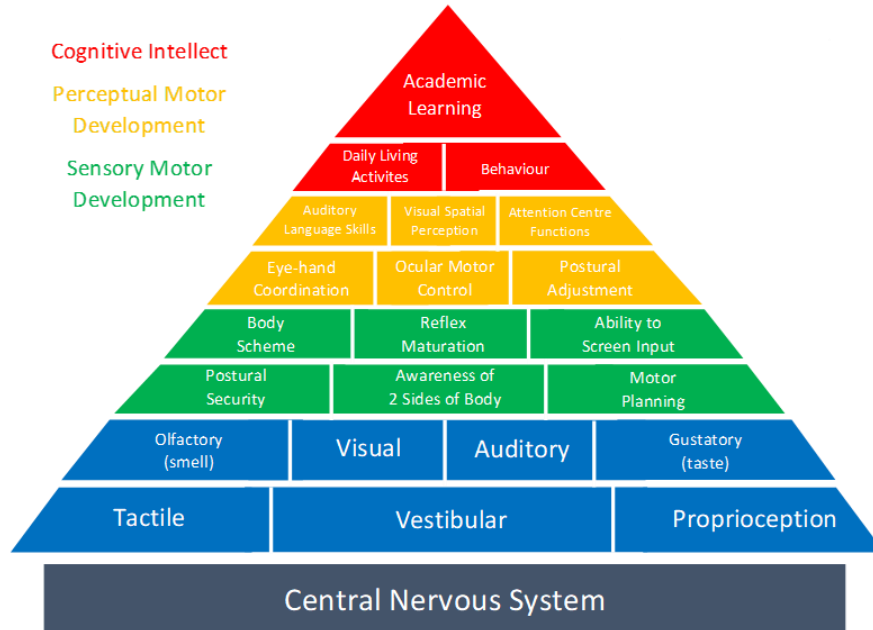 Cognitive Intellect
Perceptual Motor
Development
Sensory Motor
Development
Academic
Learning
Daily Living
Activites
Behaviour
Auditory
Language Skills
Visual Spatial
Perception
Attention Centre
Functions
Eye-hand
Coordination
Ocular Motor
Control
Postural
Adjustment
Body
Scheme
Reflex
Maturation
Ability to
Screen Input
Postural
Security
Awareness of
2 Sides of Body
Motor
Planning
Olfactory
(smell)
Visual
Auditory
Gustatory
(taste)
Tactile
Vestibular
Proprioception
Central Nervous System